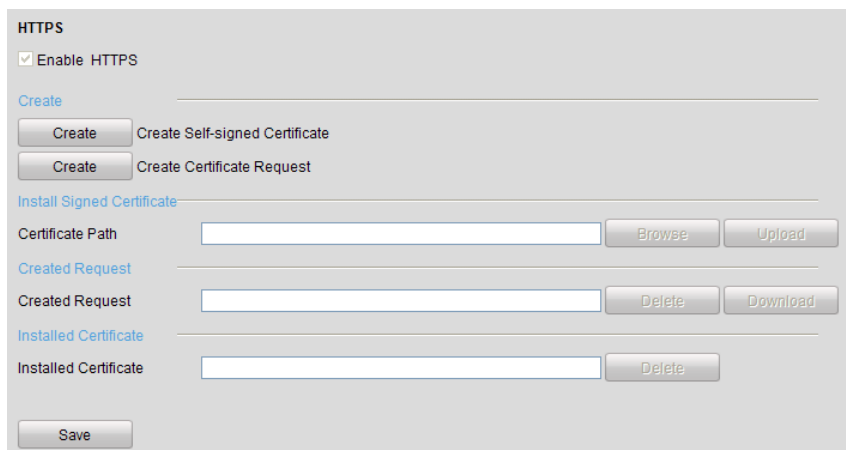 HTTPS
Enable HTTPS
Create
Create Create Self-signed Certificate
Create Create Certificate Request
Install Signed Certificate
Certificate Path Browse Upload
Created Request
Created Request Delete Download
Installed Certificate
Installed Certificate Delete
Save